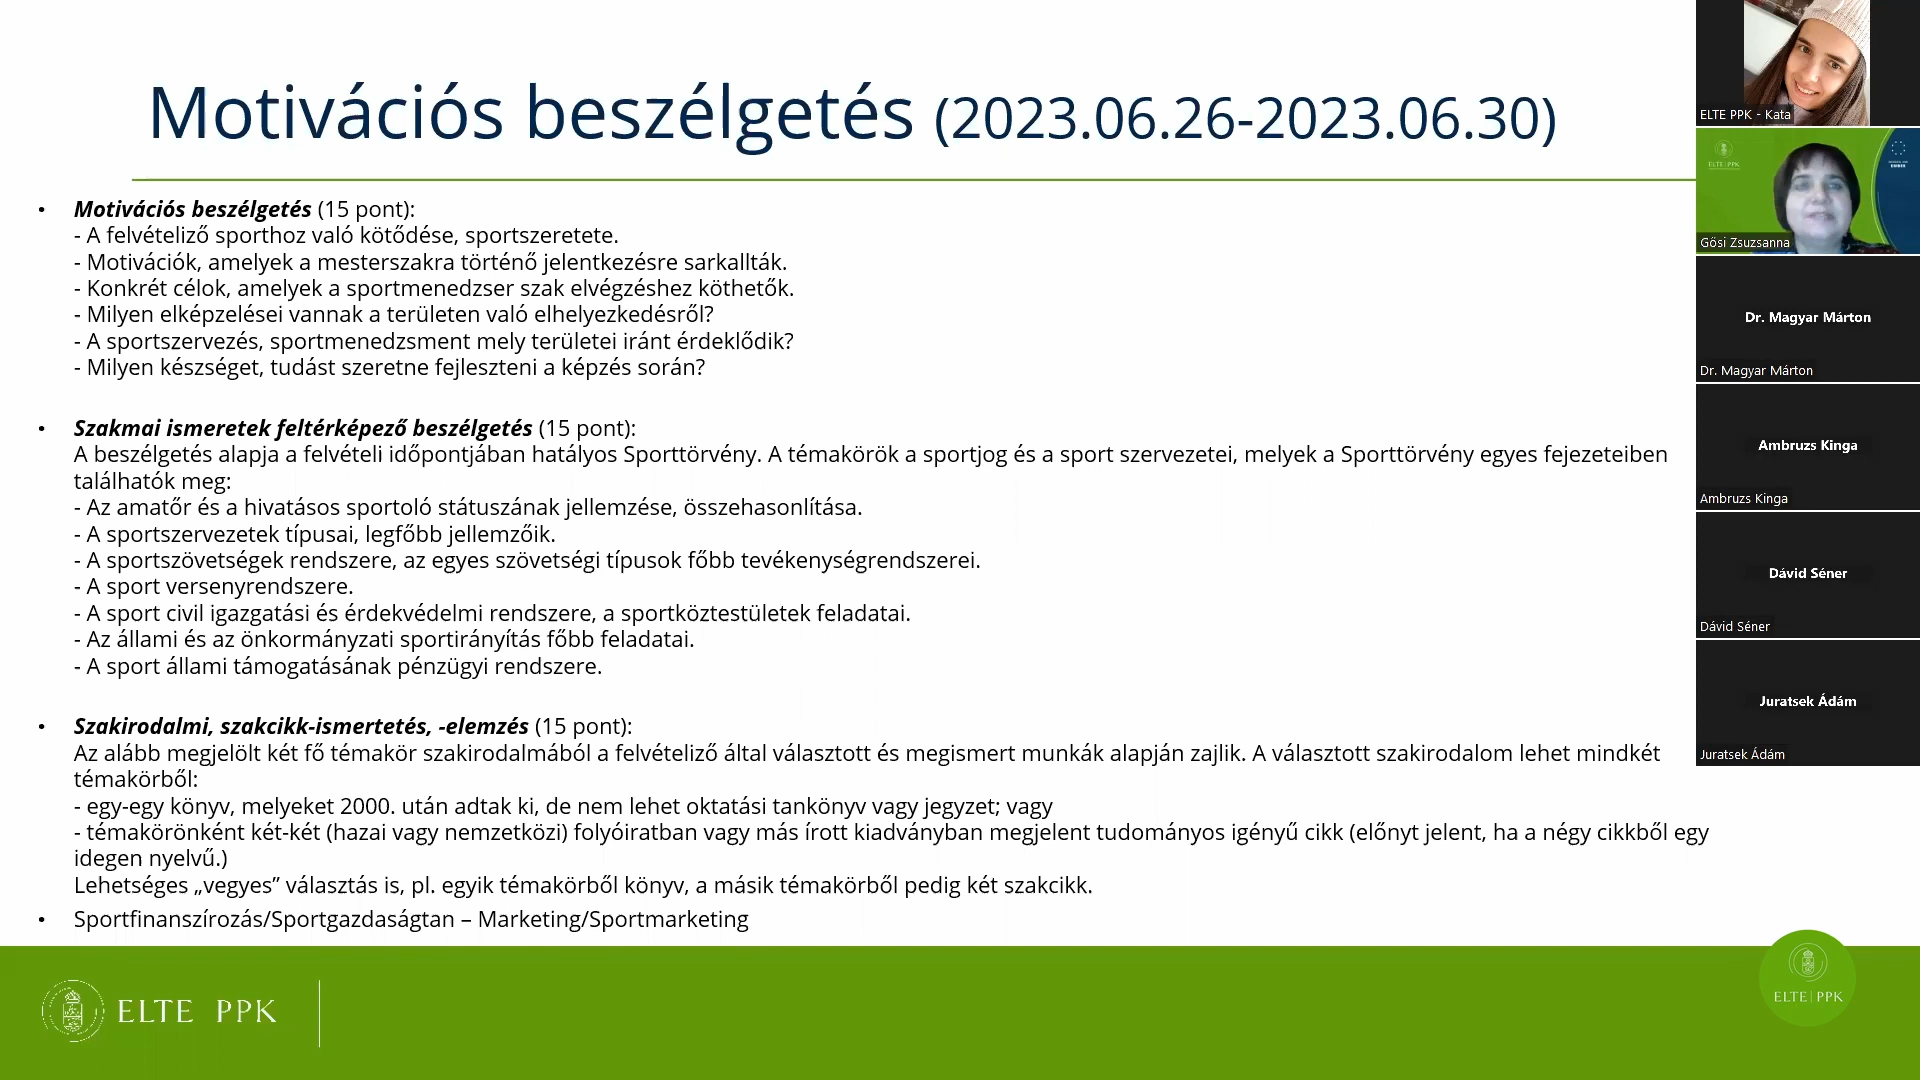 Motivációs beszélgetés (2023.06.26-2023.06.30)
• Motivációs beszélgetés (15 pont):
- A felvételiző sporthoz való kötődése, sportszeretete.
- Motivációk, amelyek a mesterszakra történő jelentkezésre sarkallták.
- Konkrét célok, amelyek a sportmenedzser szak elvégzéshez köthetők.
- Milyen elképzelései vannak a területen való elhelyezkedésről?
- A sportszervezés, sportmenedzsment mely területei iránt érdeklődik?
- Milyen készséget, tudást szeretne fejleszteni a képzés során?
• Szakmai ismeretek feltérképező beszélgetés (15 pont):
A beszélgetés alapja a felvételi időpontjában hatályos Sporttörvény. A témakörök a sportjog és a sport szervezetei, melyek a Sporttörvény egyes fejezeteiben
találhatók meg:
- Az amatőr és a hivatásos sportoló státuszának jellemzése, összehasonlítása.
- A sportszervezetek típusai, legfőbb jellemzőik.
- A sportszövetségek rendszere, az egyes szövetségi típusok főbb tevékenységrendszerei.
- A sport versenyrendszere.
- A sport civil igazgatási és érdekvédelmi rendszere, a sportköztestületek feladatai.
- Az állami és az önkormányzati sportirányítás főbb feladatai.
- A sport állami támogatásának pénzügyi rendszere.
• Szakirodalmi, szakcikk-ismertetés, -elemzés (15 pont):
Az alább megjelölt két fő témakör szakirodalmából a felvételiző által választott és megismert munkák alapján zajlik. A választott szakirodalom lehet mindkét
témakörből:
- egy-egy könyv, melyeket 2000. után adtak ki, de nem lehet oktatási tankönyv vagy jegyzet; vagy
- témakörönként két-két (hazai vagy nemzetközi) folyóiratban vagy más írott kiadványban megjelent tudományos igényű cikk (előnyt jelent, ha a négy cikkből egy
idegen nyelvű.)
Lehetséges „vegyes” választás is, pl. egyik témakörből könyv, a másik témakörből pedig két szakcikk.
• Sportfinanszírozás/Sportgazdaságtan – Marketing/Sportmarketing
ELTE PPK
ELTE | PPK
ELTE PPK - Kata
ELTE | PPK
Gősi Zsuzsanna
Dr. Magyar Márton
Dr. Magyar Márton
Ambruzs Kinga
Ambruzs Kinga
Dávid Séner
Dávid Séner
Juratsek Ádám
Juratsek Ádám